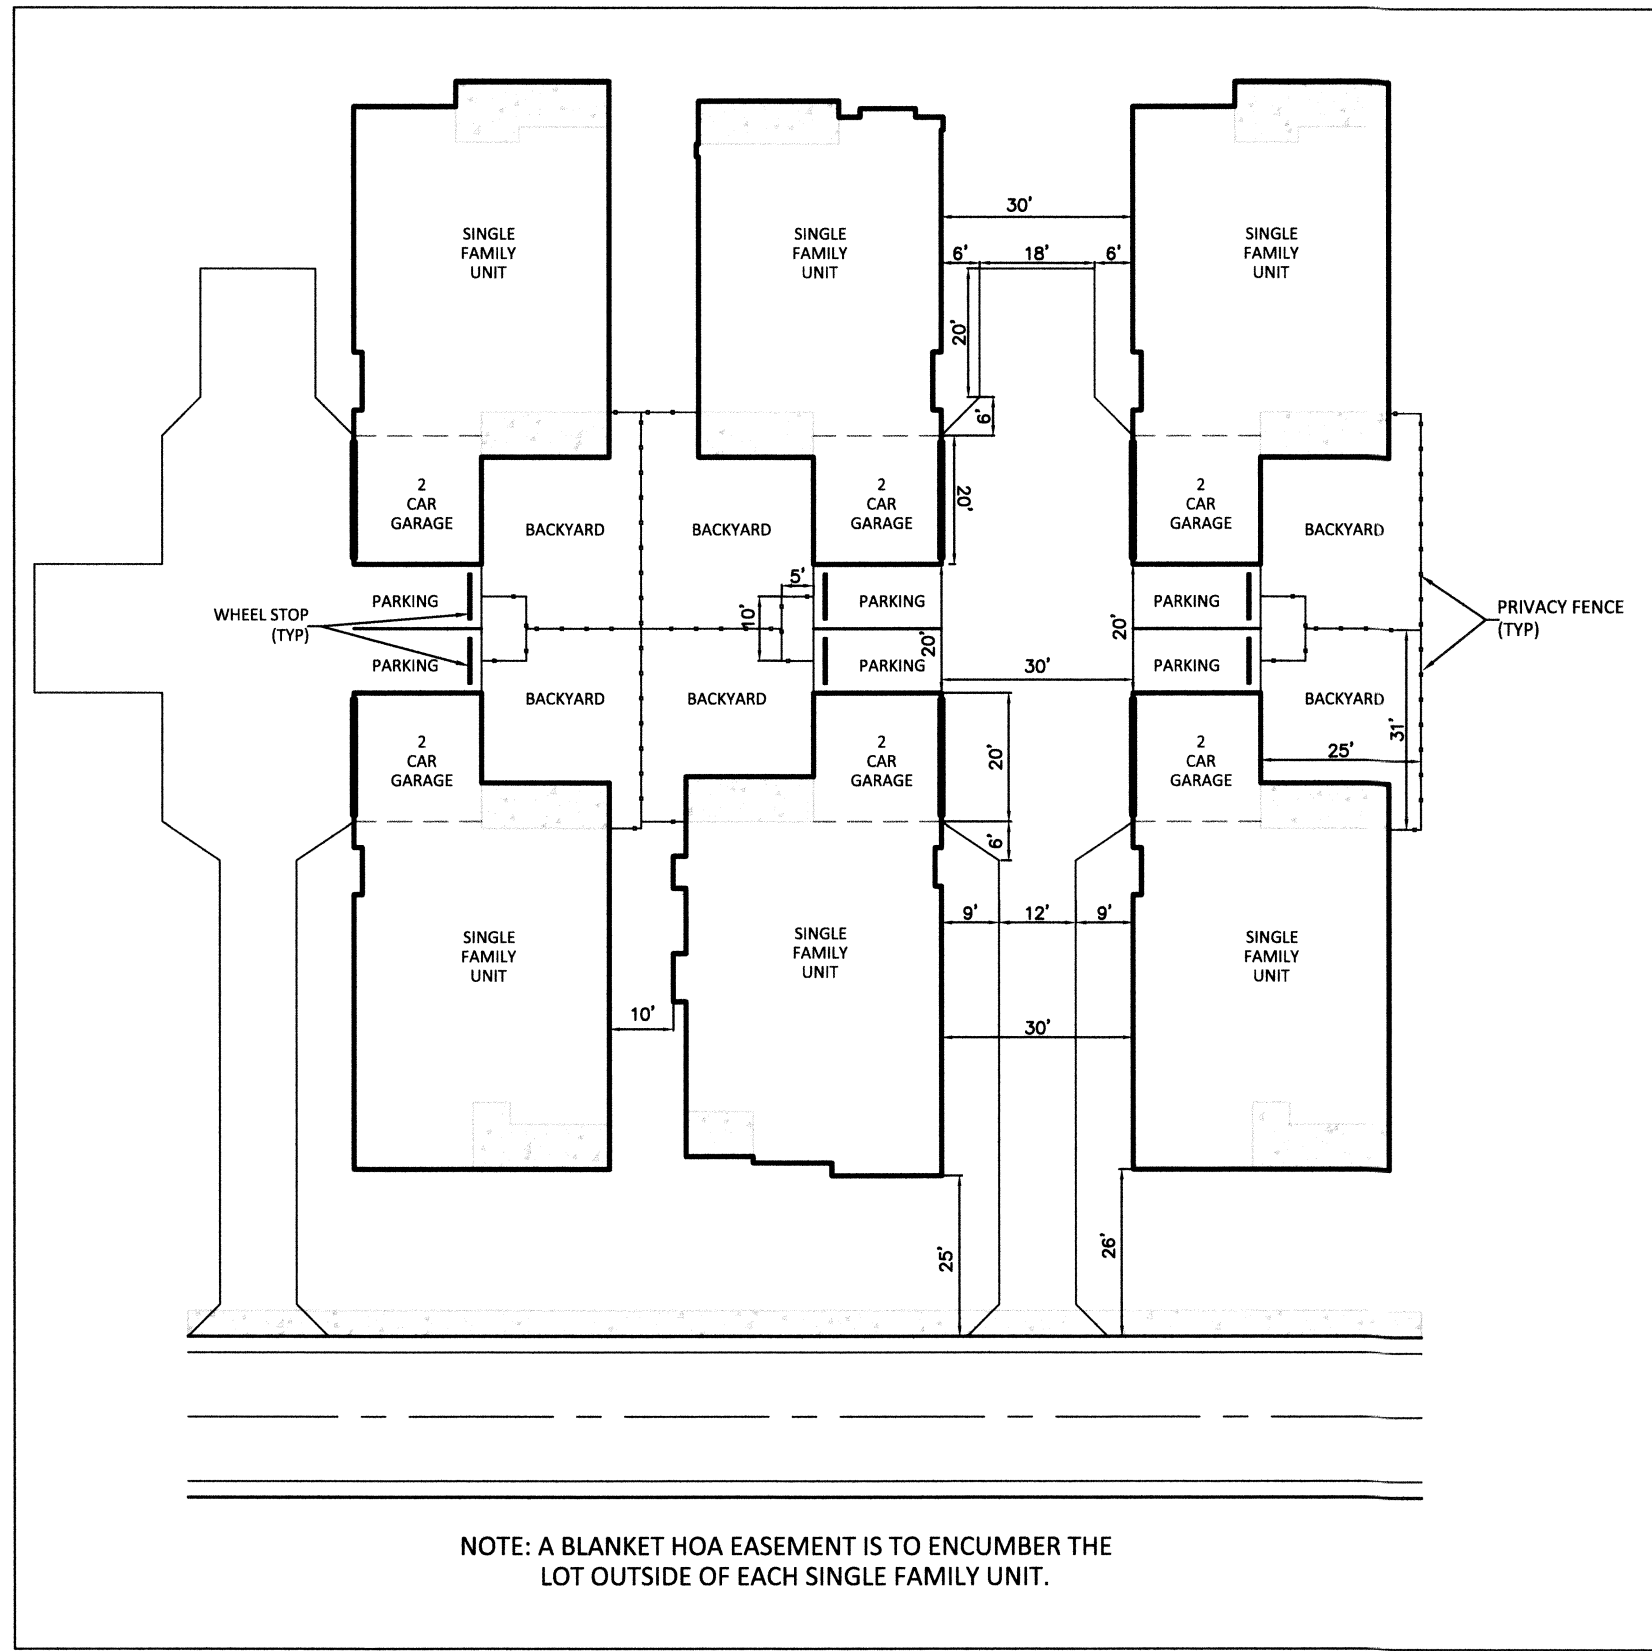 30'
6' 18' 6'
SINGLE
FAMILY
UNIT
SINGLE
FAMILY
UNIT
SINGLE
FAMILY
UNIT
20'
6'
20'
2
CAR
GARAGE
2
CAR
GARAGE
2
CAR
GARAGE
BACKYARD
BACKYARD
BACKYARD
5'
10'
PARKING
PARKING
PARKING
WHEEL STOP
(TYP)
PRIVACY FENCE
(TYP)
20'
20'
30'
PARKING
PARKING
PARKING
BACKYARD
BACKYARD
BACKYARD
31'
25'
2
CAR
GARAGE
2
CAR
GARAGE
2
CAR
GARAGE
20'
6'
9' 12' 9'
SINGLE
FAMILY
UNIT
SINGLE
FAMILY
UNIT
SINGLE
FAMILY
UNIT
10'
30'
25'
26'
NOTE: A BLANKET HOA EASEMENT IS TO ENCUMBER THE
LOT OUTSIDE OF EACH SINGLE FAMILY UNIT.